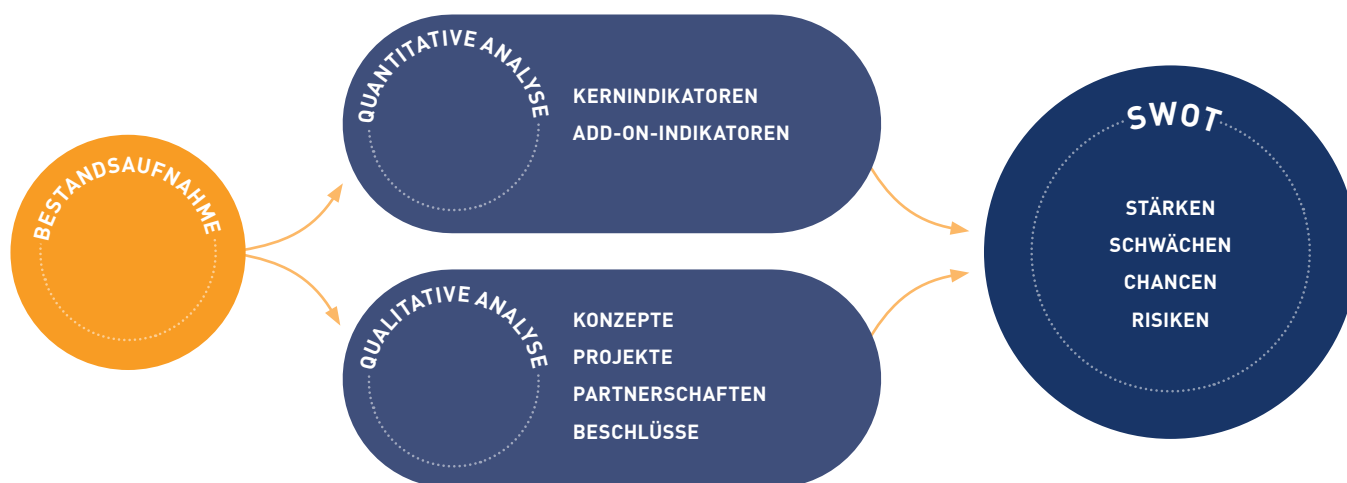 BESTANDSAUFNAHME
QUANTITATIVE ANALYSE
KERNINDIKATOREN
ADD-ON-INDIKATOREN
QUALITATIVE ANALYSE
KONZEPTE
PROJEKTE
PARTNERSCHAFTEN
BESCHLÜSSE
SWOT
STÄRKEN
SCHWÄCHEN
CHANCEN
RISIKEN